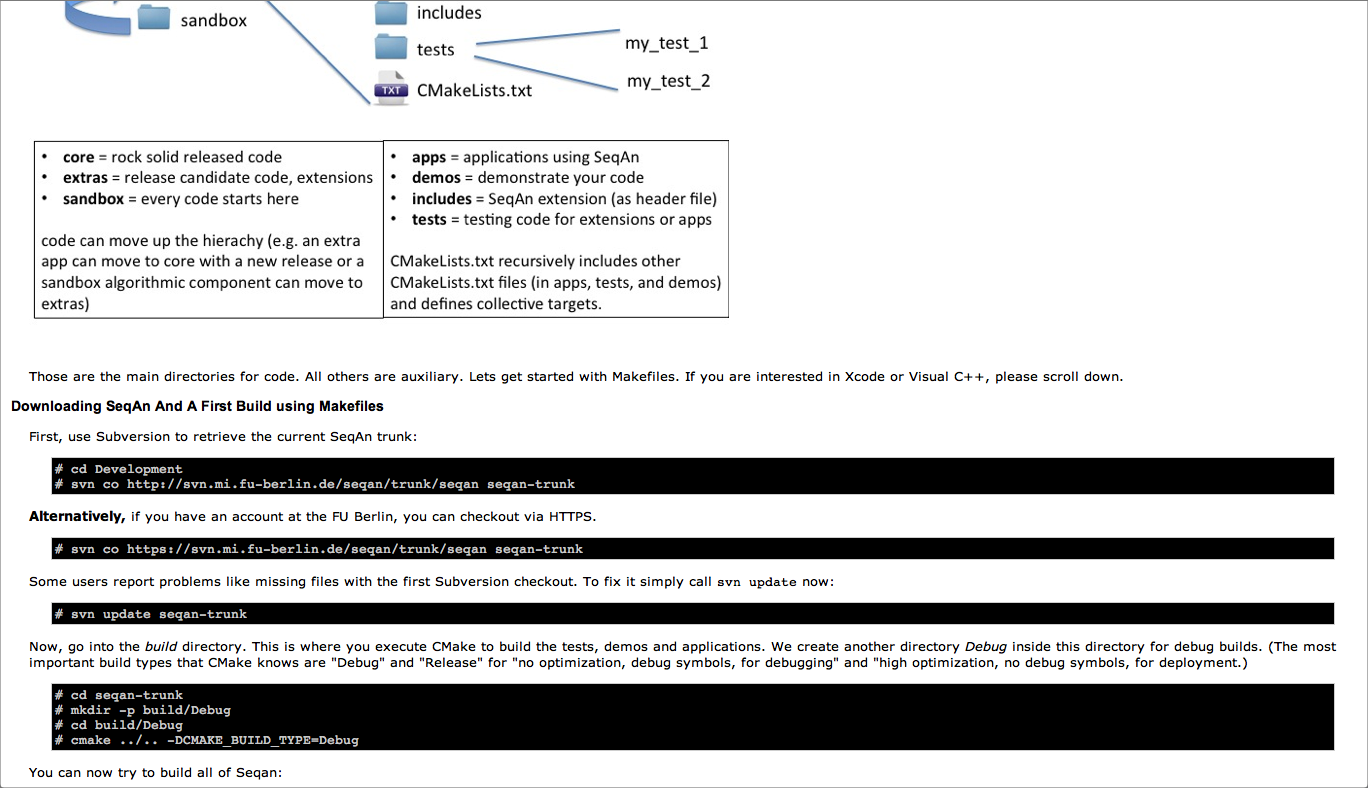 sandbox
includes
tests
my_test_1
my_test_2
TXT
CMakeLists.txt
• core = rock solid released code
• extras = release candidate code, extensions
• sandbox = every code starts here
code can move up the hierachy (e.g. an extra
app can move to core with a new release or a
sandbox algorithmic component can move to
extras)
• apps = applications using SeqAn
• demos = demonstrate your code
• includes = SeqAn extension (as header file)
• tests = testing code for extensions or apps
CMakeLists.txt recursively includes other
CMakeLists.txt files (in apps, tests, and demos)
and defines collective targets.
Those are the main directories for code. All others are auxiliary. Lets get started with Makefiles. If you are interested in Xcode or Visual C++, please scroll down.
Downloading SeqAn And A First Build using Makefiles
First, use Subversion to retrieve the current SeqAn trunk:
# cd Development
# svn co http://svn.mi.fu-berlin.de/seqan/trunk/seqan seqan-trunk
Alternatively, if you have an account at the FU Berlin, you can checkout via HTTPS.
# svn co https://svn.mi.fu-berlin.de/seqan/trunk/seqan seqan-trunk
Some users report problems like missing files with the first Subversion checkout. To fix it simply call svn update now:
# svn update seqan-trunk
Now, go into the build directory. This is where you execute CMake to build the tests, demos and applications. We create another directory Debug inside this directory for debug builds. (The most
important build types that CMake knows are "Debug" and "Release" for "no optimization, debug symbols, for debugging" and "high optimization, no debug symbols, for deployment.)
# cd seqan-trunk
# mkdir -p build/Debug
# cd build/Debug
# cmake ../.. -DCMAKE_BUILD_TYPE=Debug
You can now try to build all of Seqan: